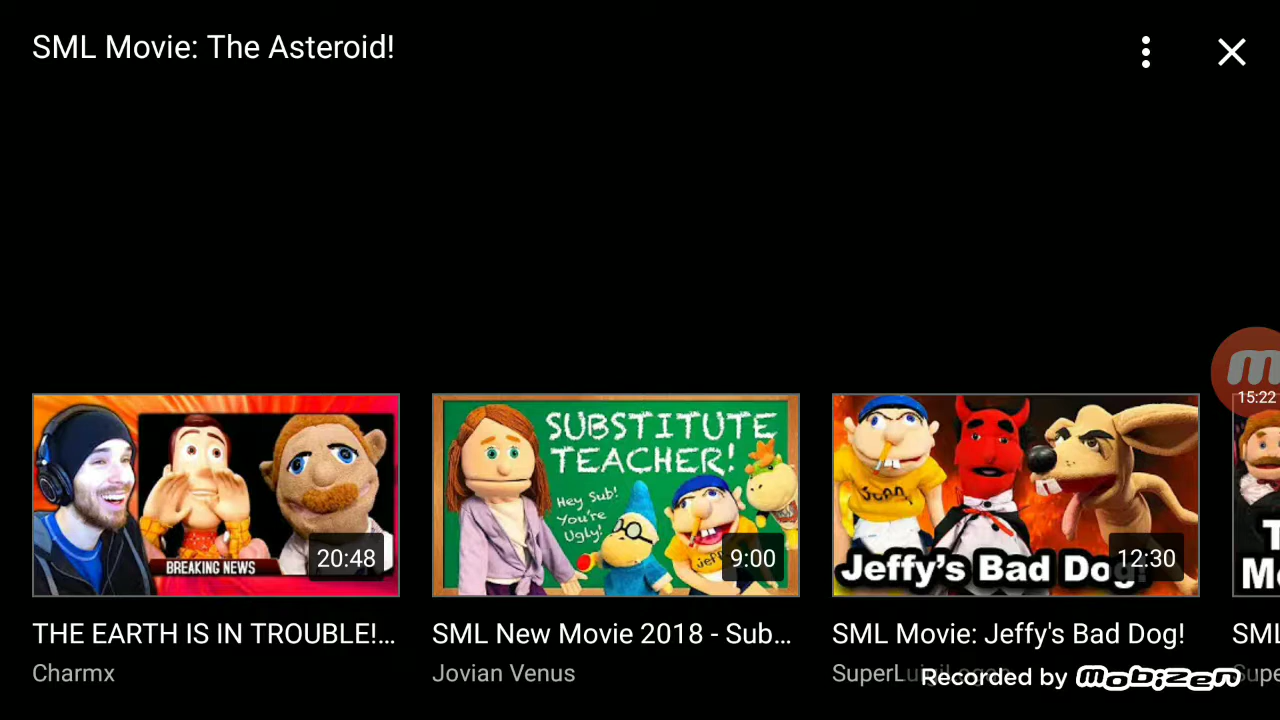 SML Movie: The Asteroid!
15:22
SUBSTITUTE
TEACHER!
Hey Sub!
You're
Ugly!
BREAKING NEWS
20:48
9:00
Jeffy's Bad Dog!
12:30
THE EARTH IS IN TROUBLE!...
SML New Movie 2018 - Sub...
SML Movie: Jeffy's Bad Dog!
SML
Charmx
Jovian Venus
Recorded by mobizen